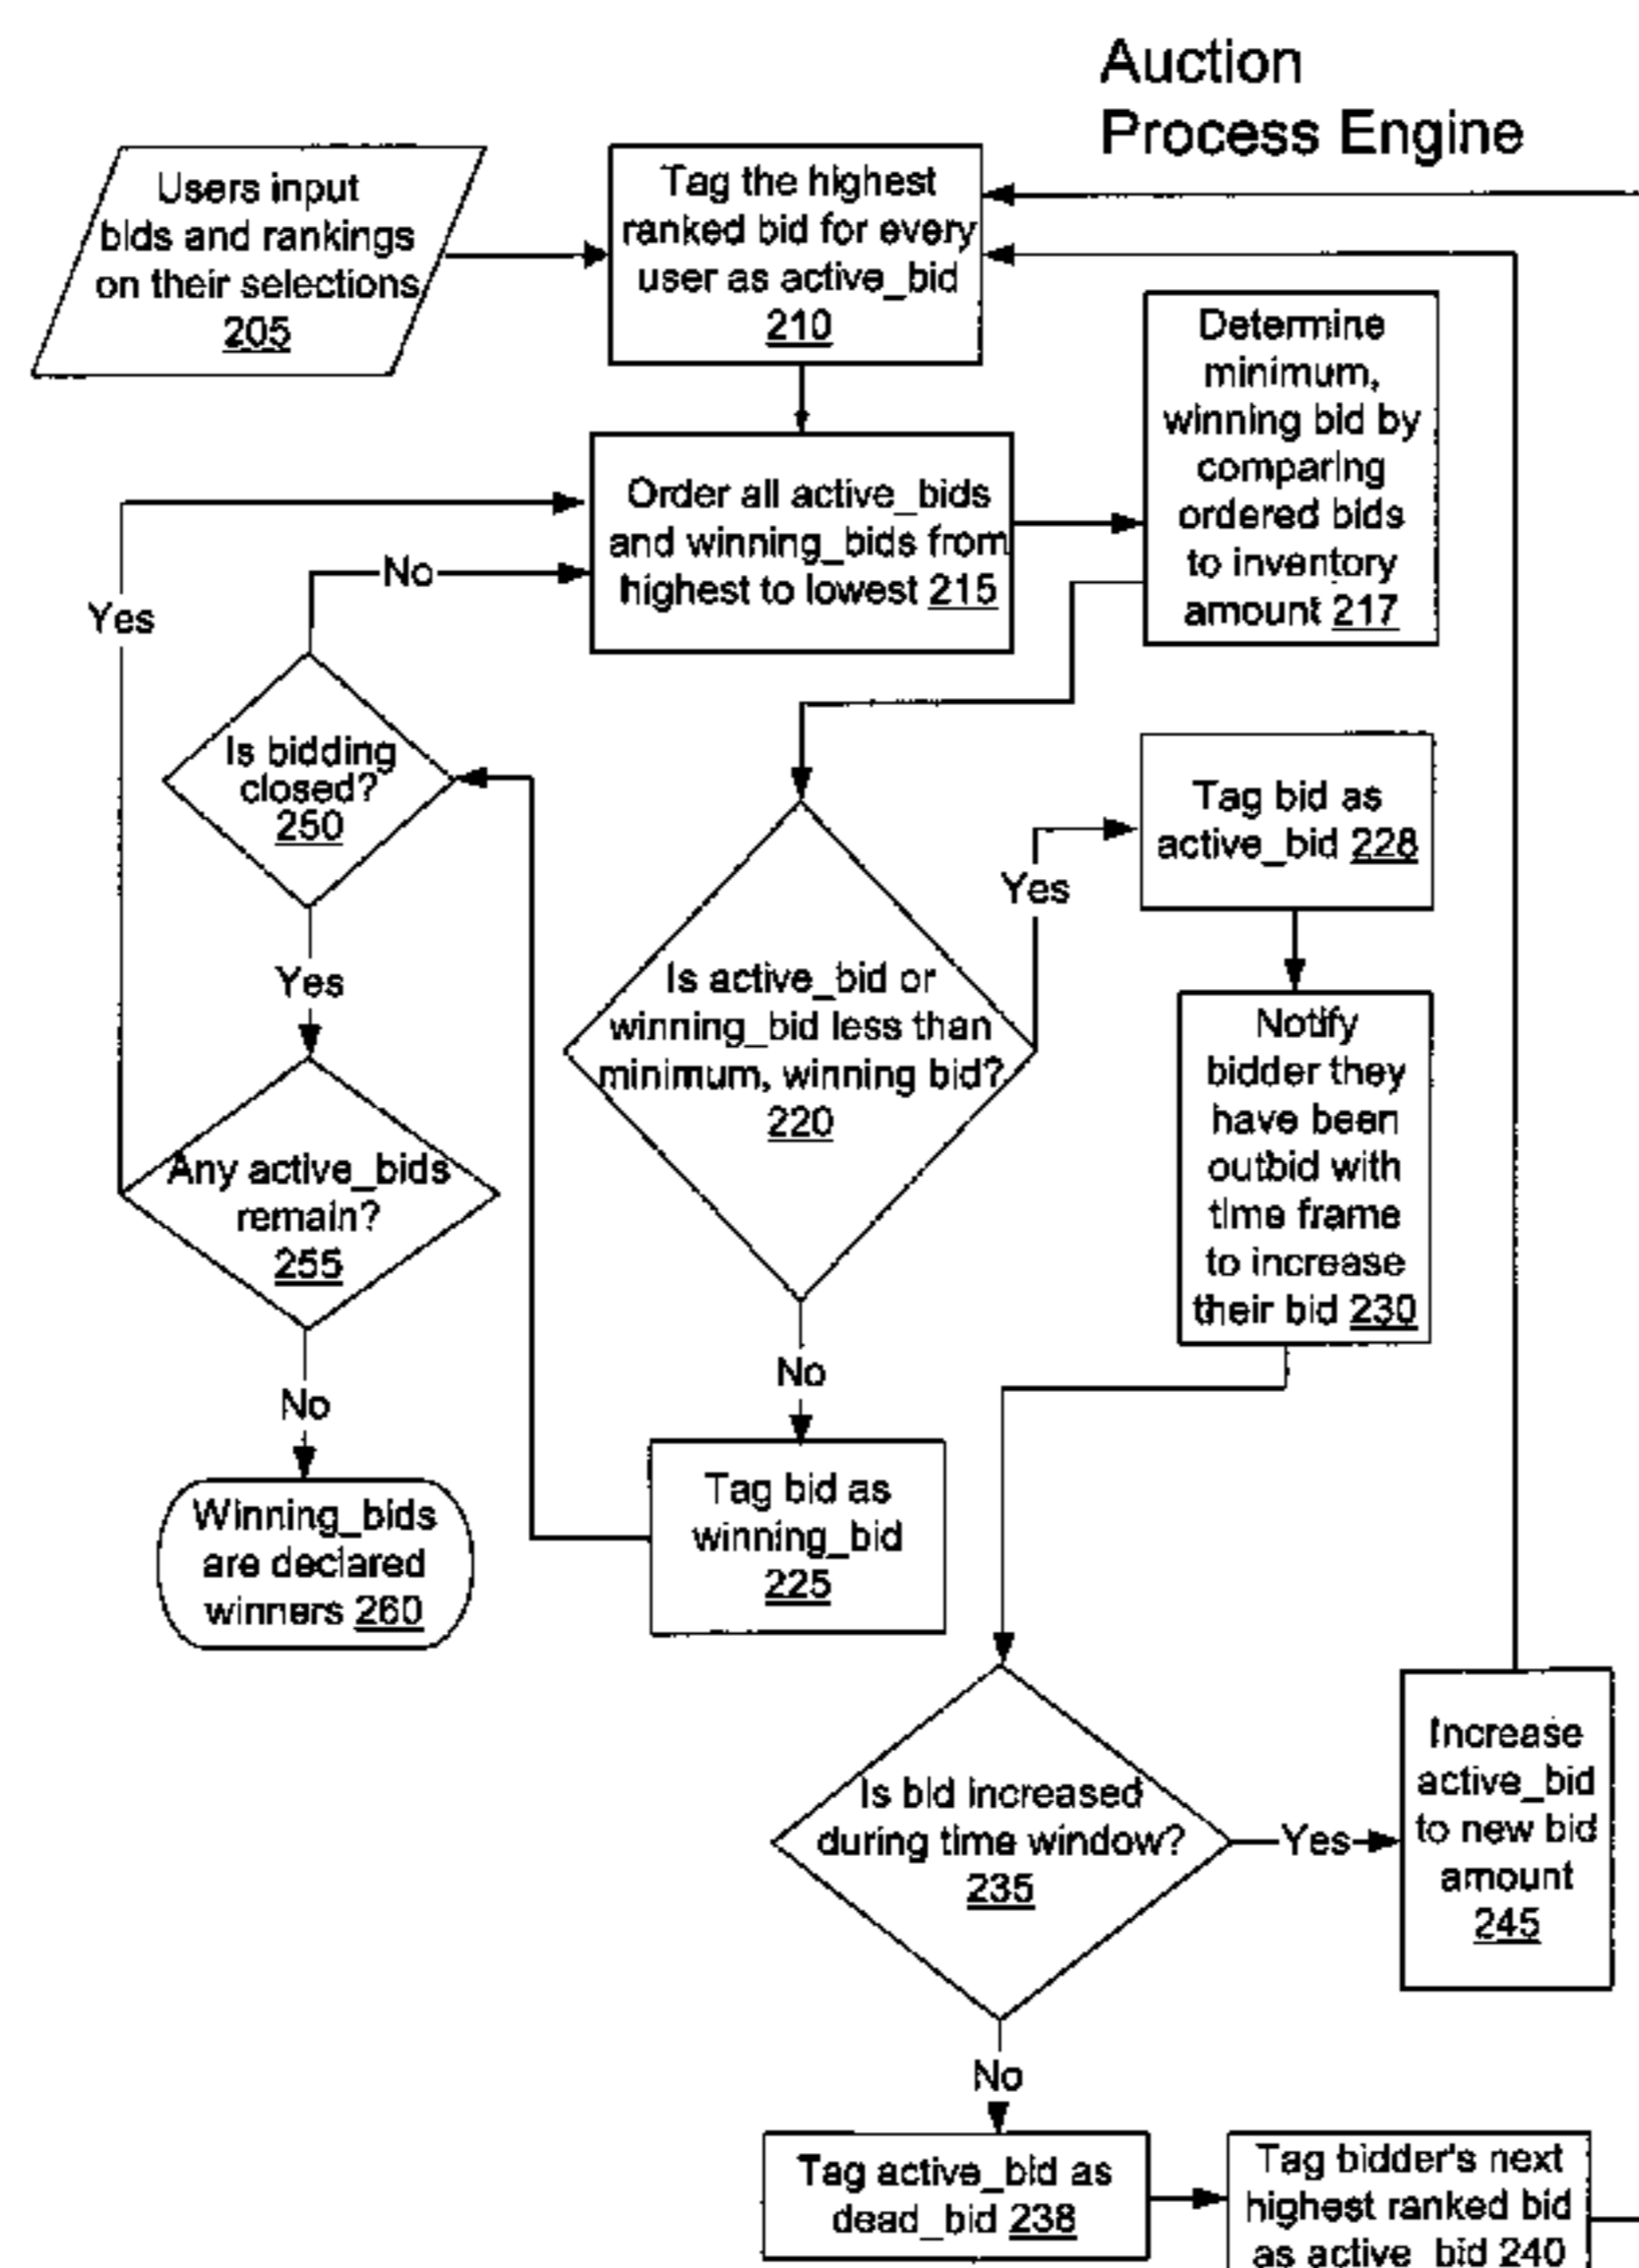 Auction
Process Engine
Users input
bids and rankings
on their selections
205
Tag the highest
ranked bid for every
user as active_bid
210
Determine
minimum,
winning bid by
comparing
ordered bids
to inventory
amount 217
Order all active_bids
and winning_bids from
highest to lowest 215
No
Yes
Is bidding
closed?
250
Tag bid as
active_bid 228
Yes
Yes
Is active_bid or
winning_bid less than
minimum, winning bid?
220
Notify
bidder they
have been
outbid with
time frame
to increase
their bid 230
Any active_bids
remain?
255
No
No
Winning_bids
are declared
winners 260
Tag bid as
winning_bid
225
Is bid increased
during time window?
235
Yes
Increase
active_bid
to new bid
amount
245
No
Tag active_bid as
dead_bid 238
Tag bidder's next
highest ranked bid
as active_bid 240